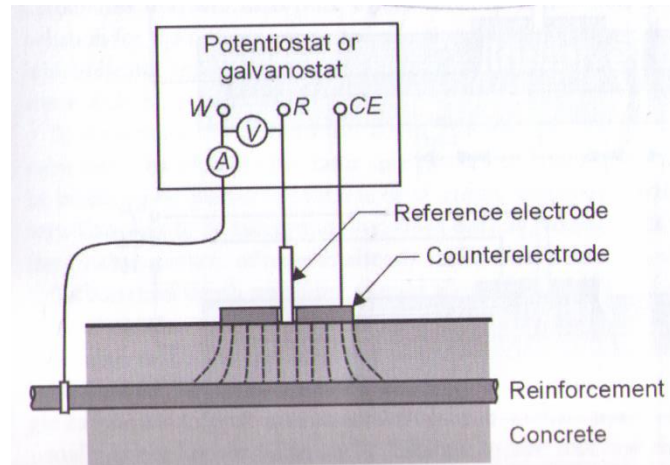 Potentiostat or
galvanostat
W R CE
V
A
Reference electrode
Counterelectrode
Reinforcement
Concrete